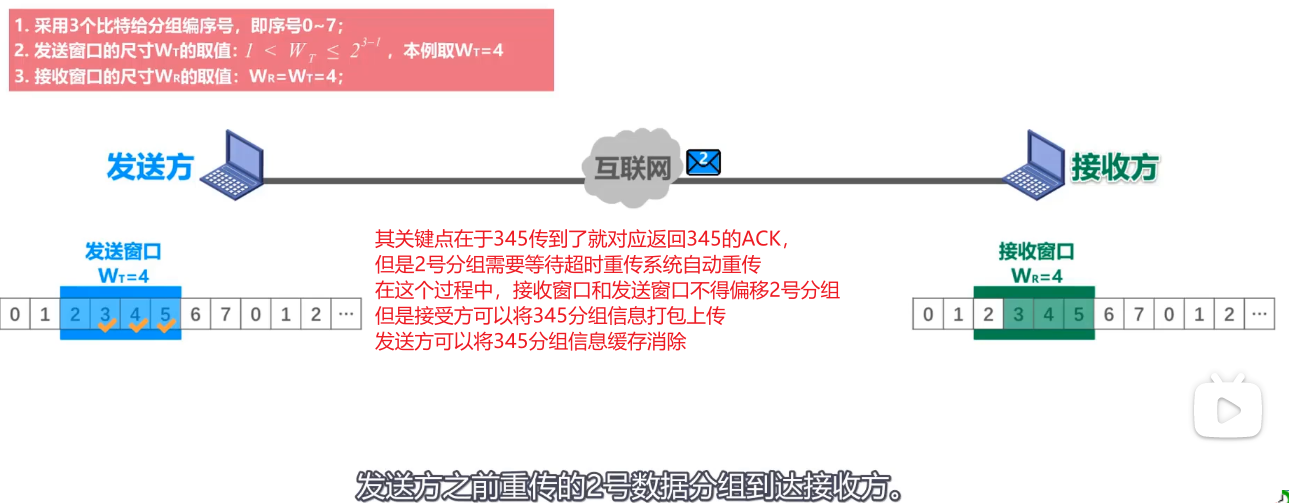 1. 采用3个比特给分组编序号，即序号0~7；
2. 发送窗口的尺寸WT的取值：1 < W_T ≤ 2^{3-1}，本例取WT=4
3. 接收窗口的尺寸WR的取值：WR=WT=4；
发送方
互联网
2
接收方
其关键点在于345传到了就对应返回345的ACK，
但是2号分组需要等待超时重传系统自动重传
在这个过程中，接收窗口和发送窗口不得偏移2号分组
但是接受方可以将345分组信息打包上传
发送方可以将345分组信息缓存消除
发送窗口
WT=4
0 1 2 3 4 5 6 7 0 1 2 ...
接收窗口
WR=4
0 1 2 3 4 5 6 7 0 1 2 ...
发送方之前重传的2号数据分组到达接收方。